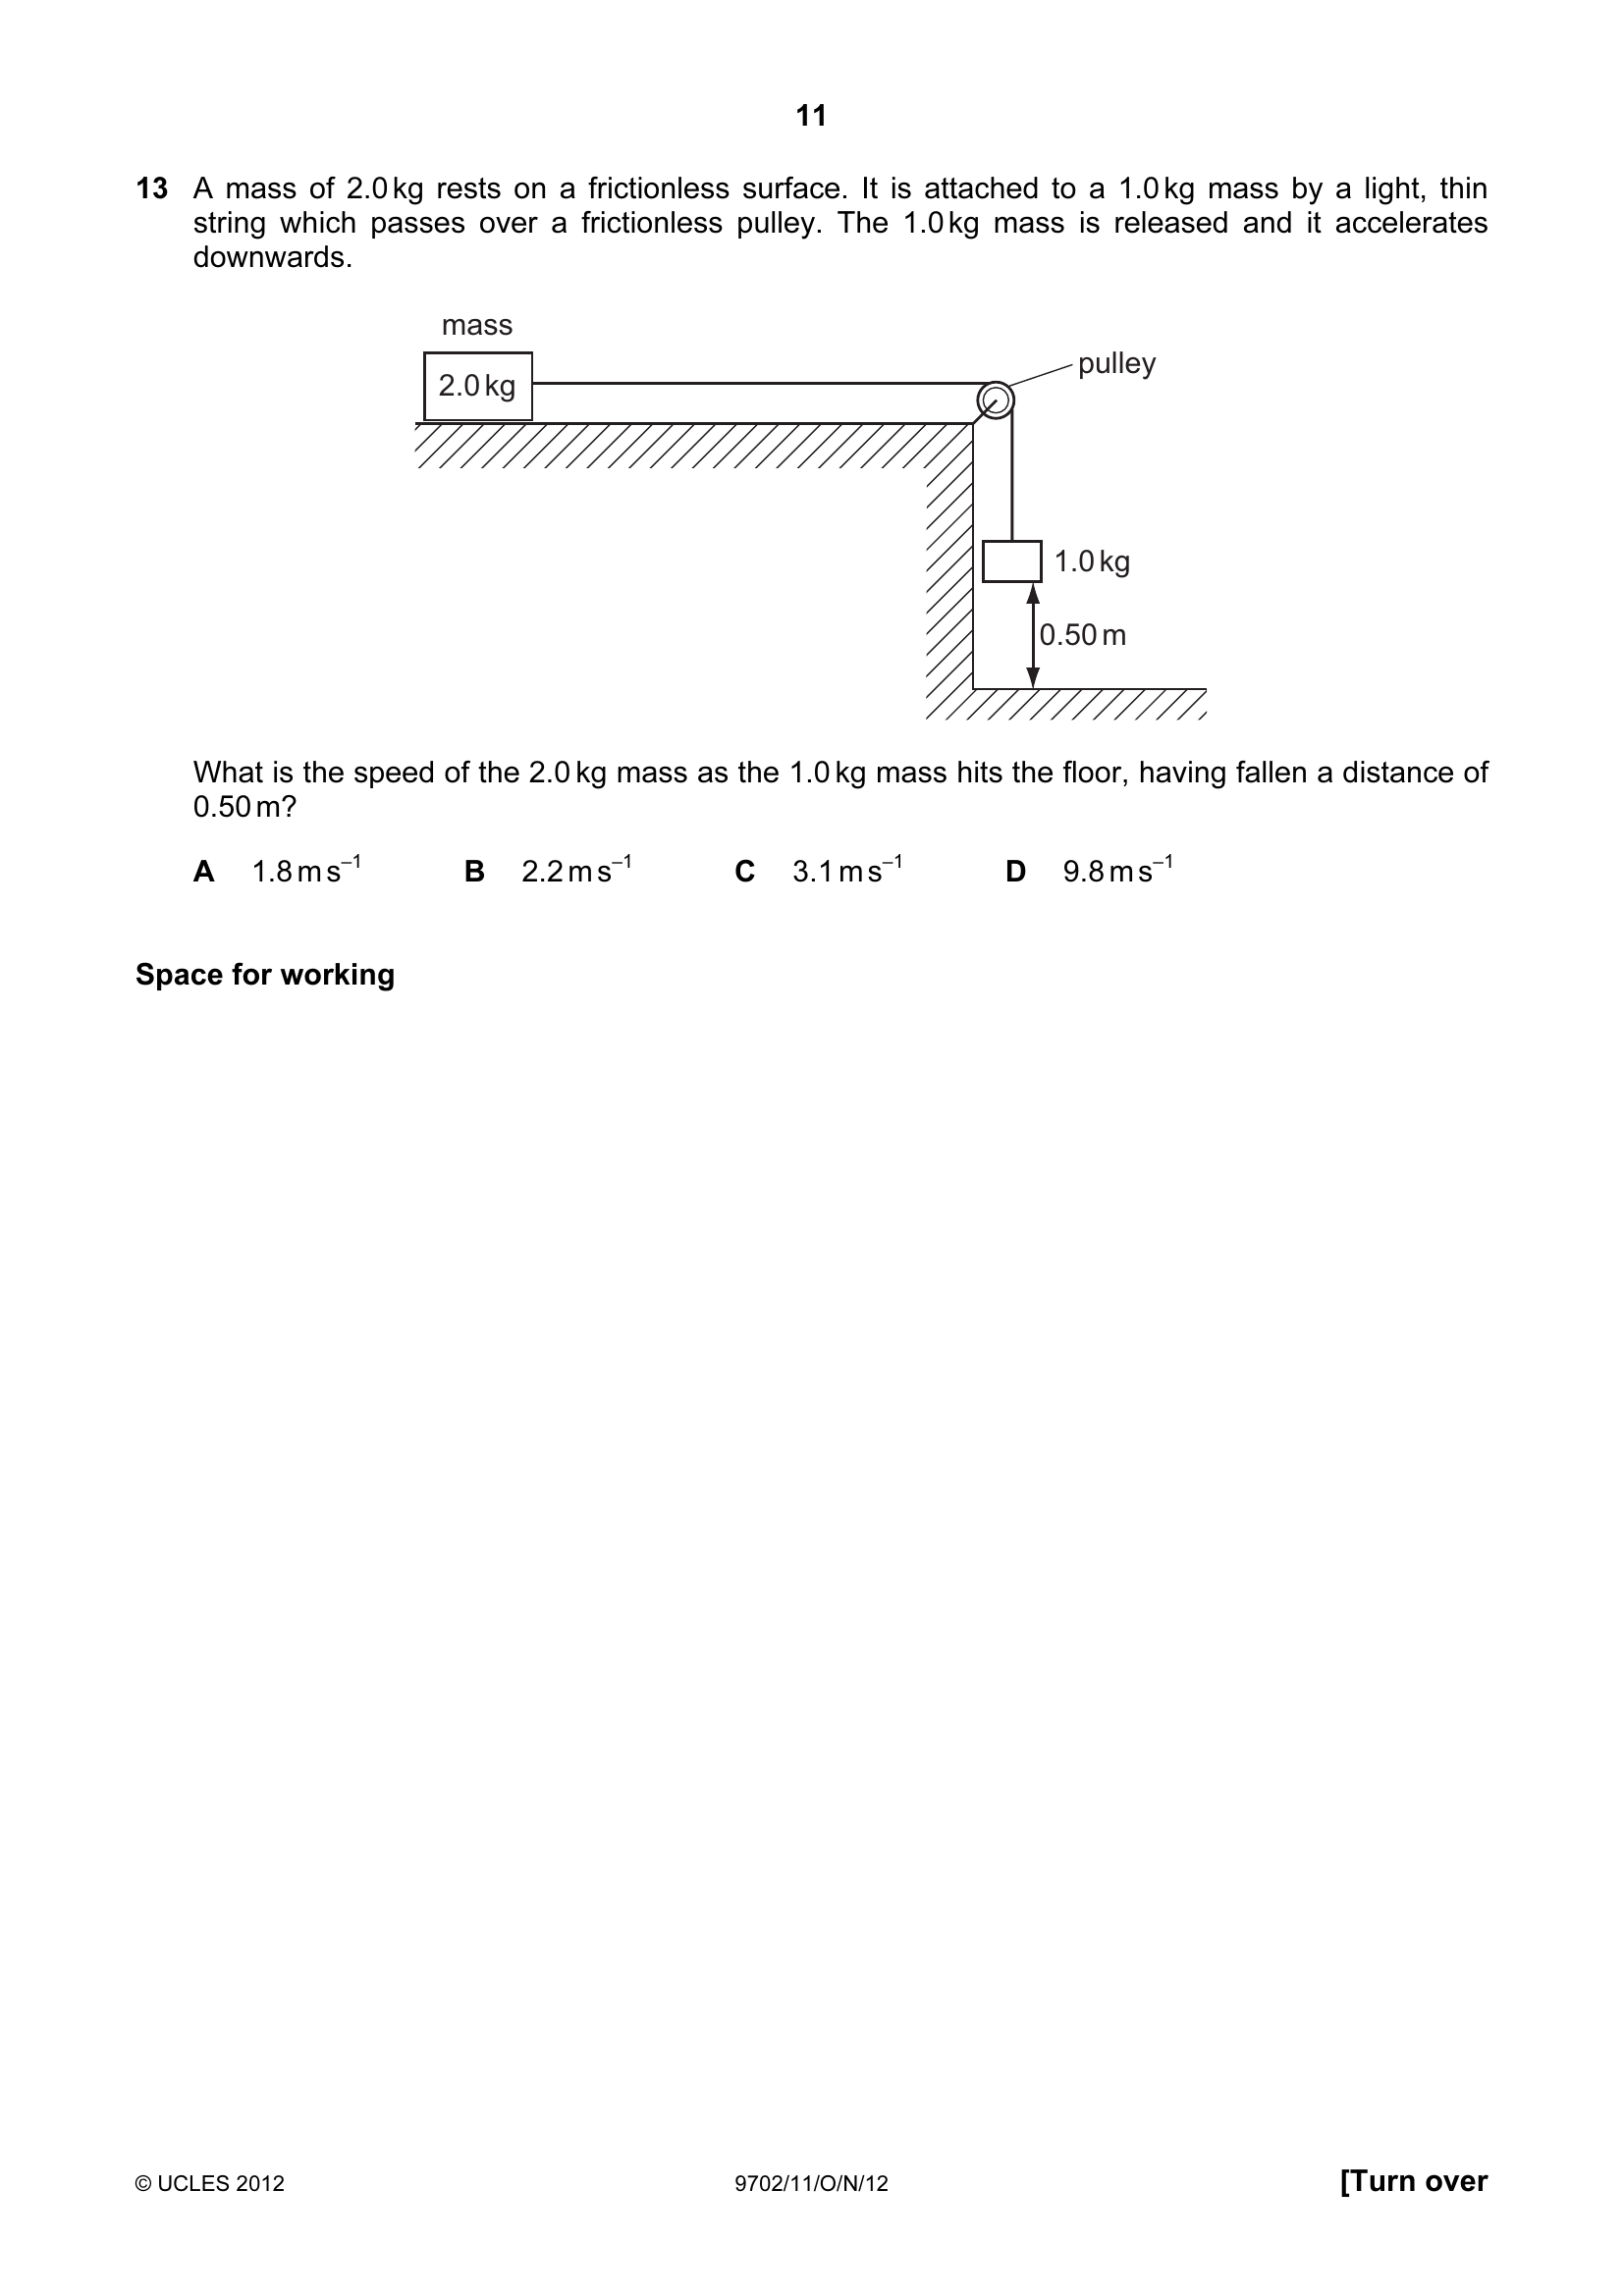 11
13 A mass of 2.0 kg rests on a frictionless surface. It is attached to a 1.0 kg mass by a light, thin
string which passes over a frictionless pulley. The 1.0 kg mass is released and it accelerates
downwards.
mass
pulley
2.0 kg
1.0 kg
0.50 m
What is the speed of the 2.0 kg mass as the 1.0 kg mass hits the floor, having fallen a distance of
0.50 m?
A 1.8 m s⁻¹ B 2.2 m s⁻¹ C 3.1 m s⁻¹ D 9.8 m s⁻¹
Space for working
© UCLES 2012 9702/11/O/N/12 [Turn over